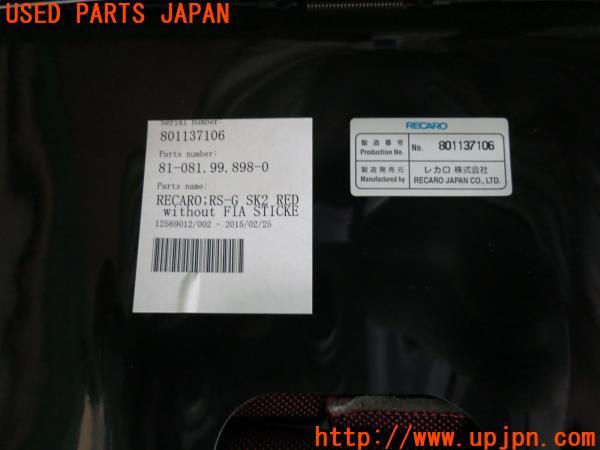 USED PARTS JAPAN
Serial number:
801137106
Parts number:
81-081.99.898-0
Parts name:
RECARO;RS-G SK2 RED
without FIA STICKE
12569012/002 - 2015/02/25
RECARO
製造番号
Production No.
No. 801137106
製造発売元
Manufactured by
レカロ 株式会社
RECARO JAPAN CO., LTD.
http://
www.upjpn.com